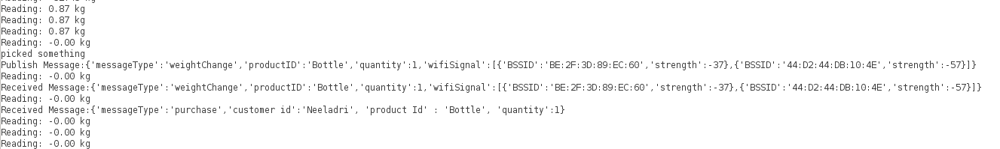 Reading: 0.87 kg
Reading: 0.87 kg
Reading: 0.87 kg
Reading: -0.00 kg
picked something
Publish Message:{'messageType':'weightChange','productID':'Bottle','quantity':1,'wifiSignal':[{'BSSID':'BE:2F:3D:89:EC:60','strength':-37},{'BSSID':'44:D2:44:DB:10:4E','strength':-57}]}
Reading: -0.00 kg
Received Message:{'messageType':'weightChange','productID':'Bottle','quantity':1,'wifiSignal':[{'BSSID':'BE:2F:3D:89:EC:60','strength':-37},{'BSSID':'44:D2:44:DB:10:4E','strength':-57}]}
Reading: -0.00 kg
Received Message:{'messageType':'purchase','customer id':'Neeladri', 'product Id' : 'Bottle', 'quantity':1}
Reading: -0.00 kg
Reading: -0.00 kg
Reading: -0.00 kg